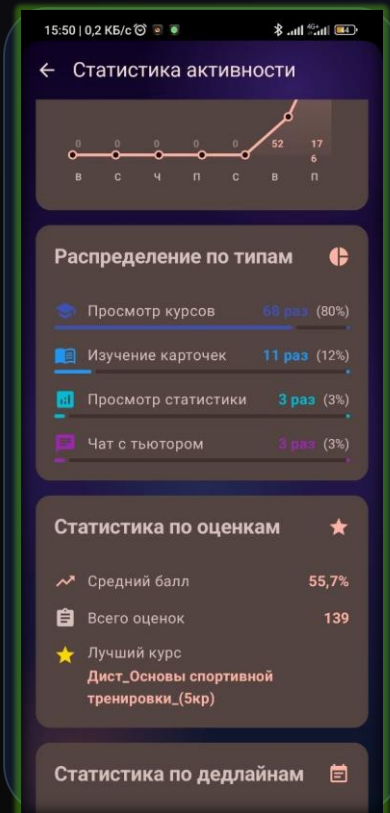 15:50 | 0,2 КБ/с
4G+
← Статистика активности
0 0 0 0 0 52 17
6
В С Ч П С В П
Распределение по типам
Просмотр курсов 68 раз (80%)
Изучение карточек 11 раз (12%)
Просмотр статистики 3 раз (3%)
Чат с тьютором 3 раз (3%)
Статистика по оценкам
Средний балл 55,7%
Всего оценок 139
Лучший курс
Дист_Основы спортивной
тренировки_(5кр)
Статистика по дедлайнам